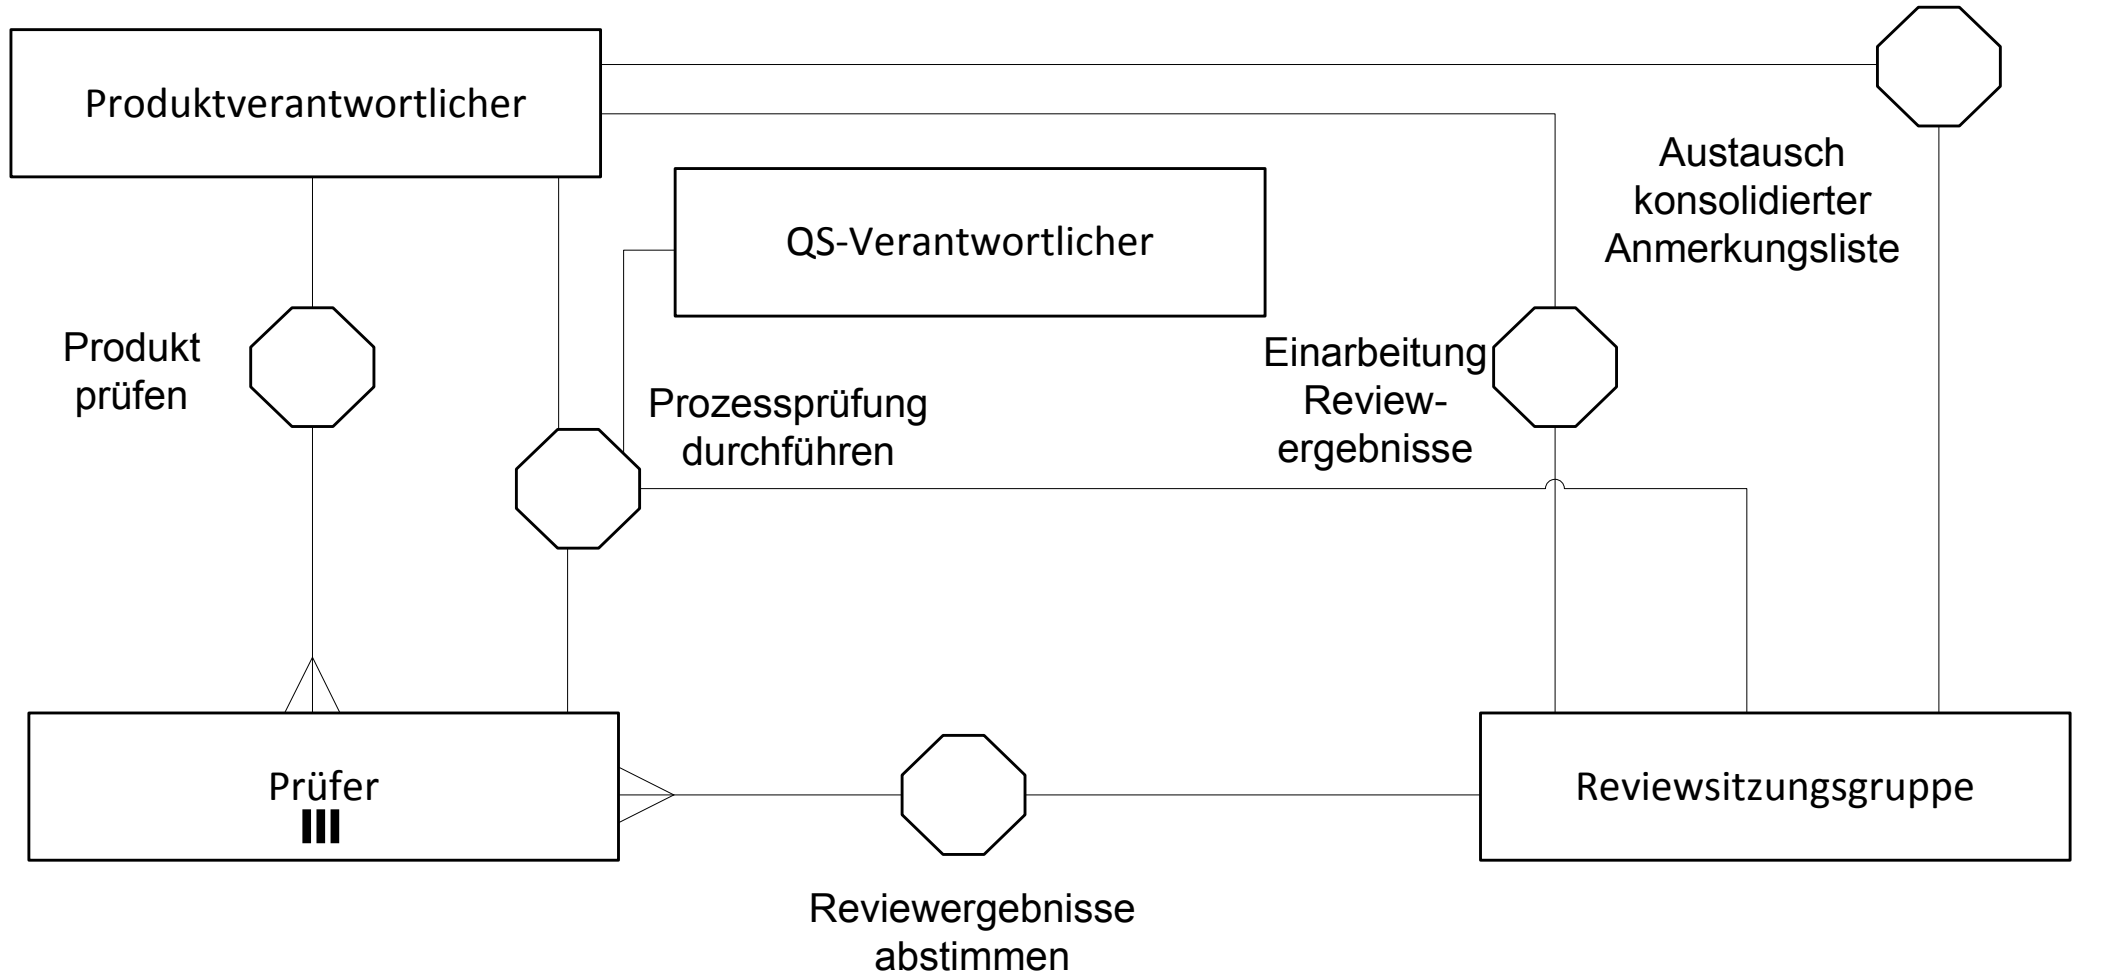 Produktverantwortlicher
Austausch
konsolidierter
Anmerkungsliste
QS-Verantwortlicher
Produkt
prüfen
Einarbeitung
Review-
ergebnisse
Prozessprüfung
durchführen
Prüfer
Reviewsitzungsgruppe
Reviewergebnisse
abstimmen